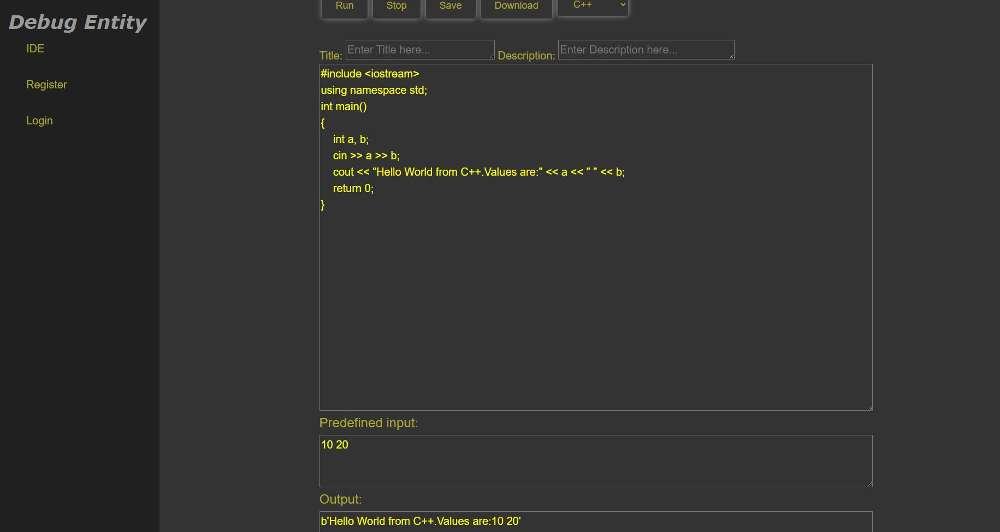 Debug Entity
IDE
Register
Login
Run Stop Save Download C++
Title: Enter Title here... Description: Enter Description here...
#include <iostream>
using namespace std;
int main()
{
    int a, b;
    cin >> a >> b;
    cout << "Hello World from C++.Values are:" << a << " " << b;
    return 0;
}
Predefined input:
10 20
Output:
b'Hello World from C++.Values are:10 20'